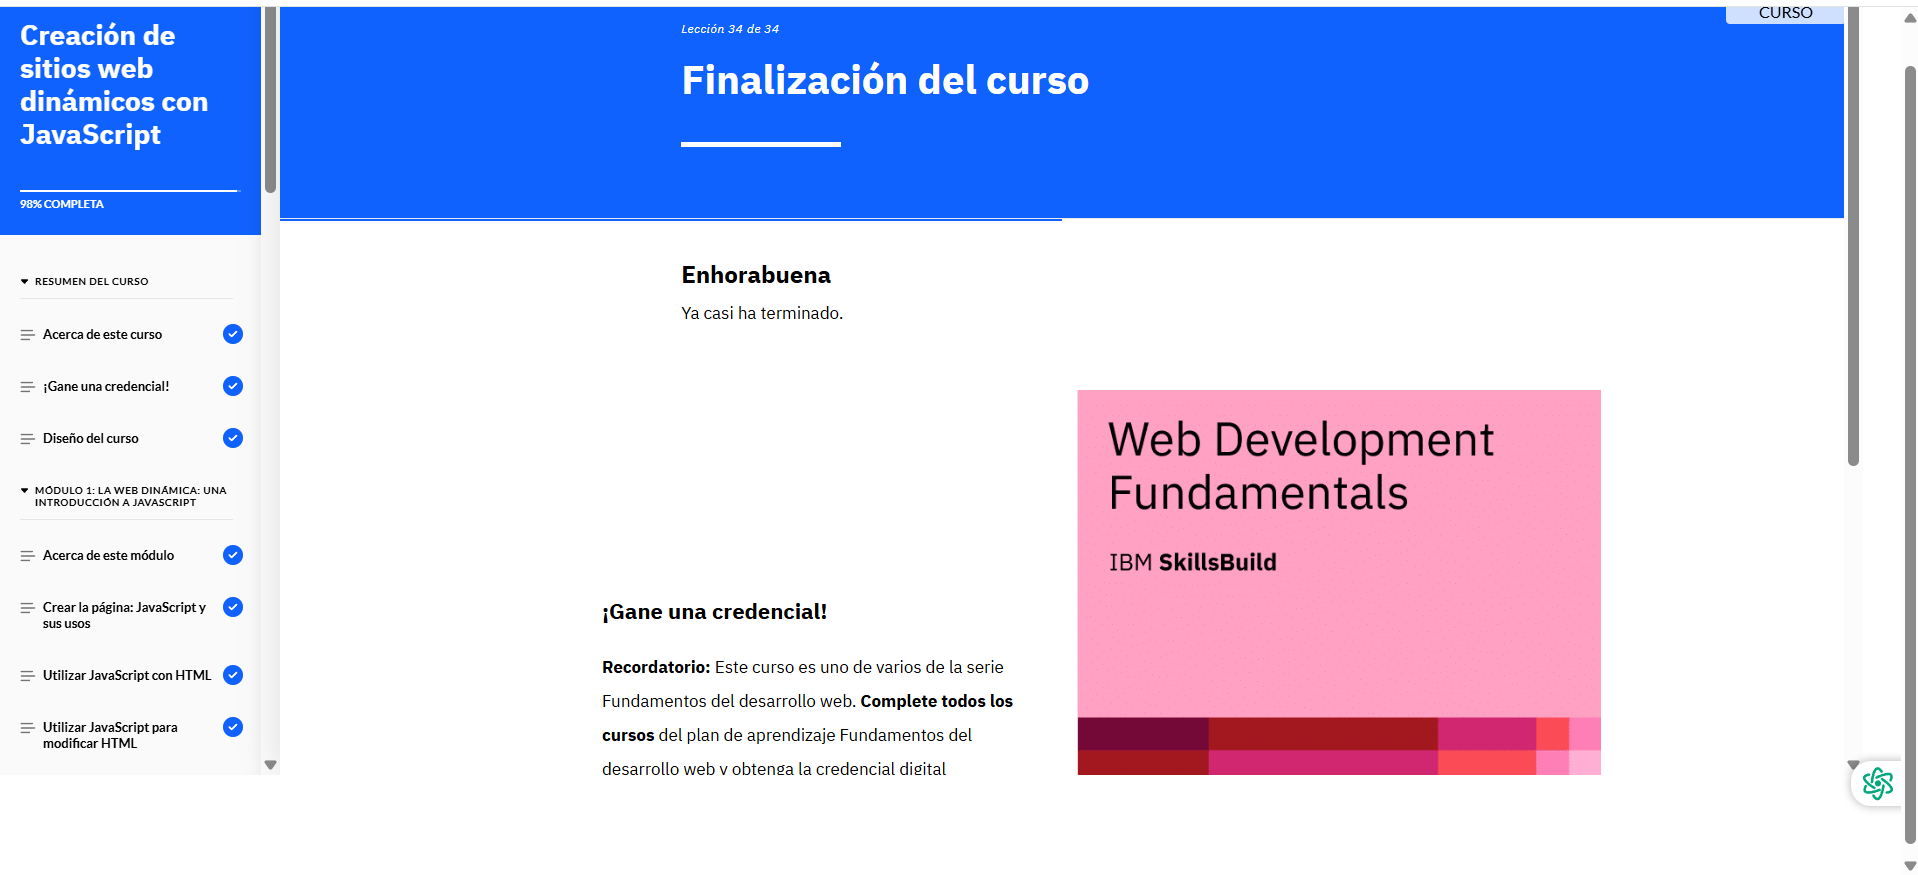 Creación de
sitios web
dinámicos con
JavaScript
98% COMPLETA
RESUMEN DEL CURSO
Acerca de este curso
¡Gane una credencial!
Diseño del curso
MÓDULO 1: LA WEB DINÁMICA: UNA
INTRODUCCIÓN A JAVASCRIPT
Acerca de este módulo
Crear la página: JavaScript y
sus usos
Utilizar JavaScript con HTML
Utilizar JavaScript para
modificar HTML
CURSO
Lección 34 de 34
Finalización del curso
Enhorabuena
Ya casi ha terminado.
¡Gane una credencial!
Recordatorio: Este curso es uno de varios de la serie
Fundamentos del desarrollo web. Complete todos los
cursos del plan de aprendizaje Fundamentos del
desarrollo web y obtenga la credencial digital
Web Development
Fundamentals
IBM SkillsBuild